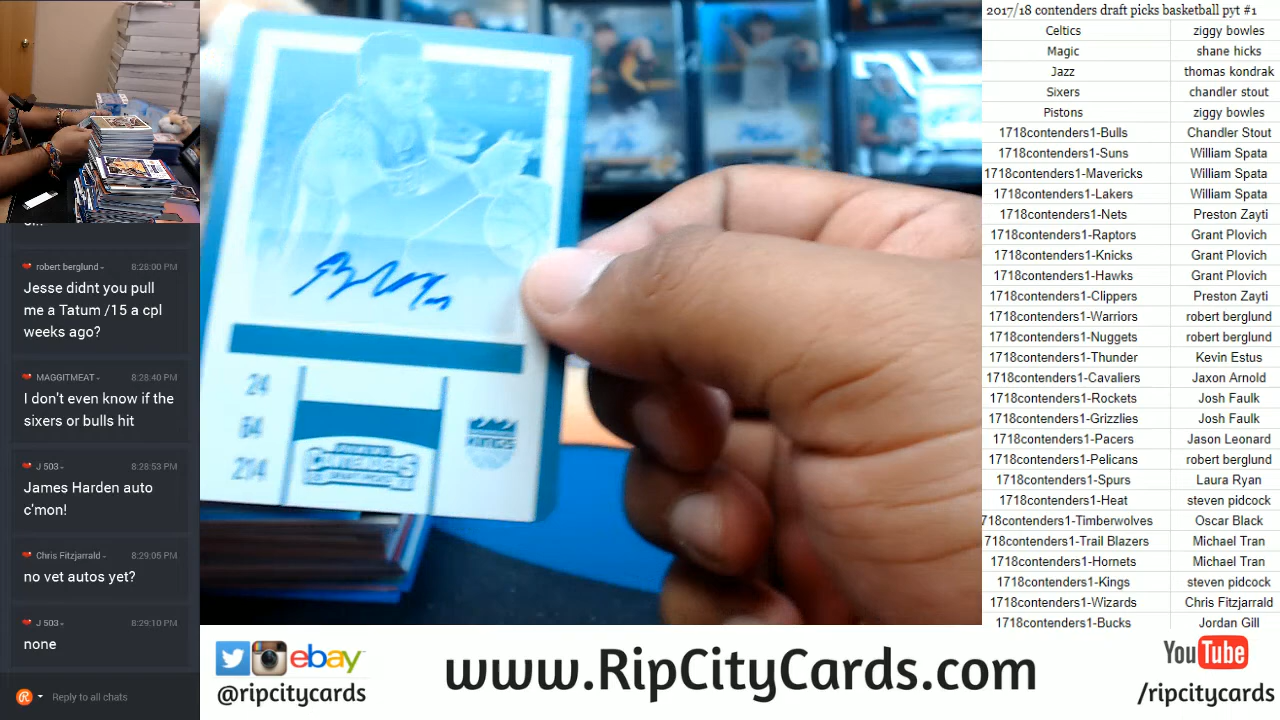 2017/18 contenders draft picks basketball pyt #1
Celtics ziggy bowles
Magic shane hicks
Jazz thomas kondrak
Sixers chandler stout
Pistons ziggy bowles
1718contenders1-Bulls Chandler Stout
1718contenders1-Suns William Spata
1718contenders1-Mavericks William Spata
1718contenders1-Lakers William Spata
1718contenders1-Nets Preston Zayti
1718contenders1-Raptors Grant Plovich
1718contenders1-Knicks Grant Plovich
1718contenders1-Hawks Grant Plovich
1718contenders1-Clippers Preston Zayti
1718contenders1-Warriors robert berglund
1718contenders1-Nuggets robert berglund
1718contenders1-Thunder Kevin Estus
1718contenders1-Cavaliers Jaxon Arnold
1718contenders1-Rockets Josh Faulk
1718contenders1-Grizzlies Josh Faulk
1718contenders1-Pacers Jason Leonard
1718contenders1-Pelicans robert berglund
1718contenders1-Spurs Laura Ryan
1718contenders1-Heat steven pidcock
718contenders1-Timberwolves Oscar Black
718contenders1-Trail Blazers Michael Tran
1718contenders1-Hornets Michael Tran
1718contenders1-Kings steven pidcock
1718contenders1-Wizards Chris Fitzjarrald
1718contenders1-Bucks Jordan Gill
robert berglund 8:28:00 PM
Jesse didnt you pull
me a Tatum /15 a cpl
weeks ago?
MAGGITMEAT 8:28:40 PM
I don't even know if the
sixers or bulls hit
J 503 8:28:53 PM
James Harden auto
c'mon!
Chris Fitzjarrald 8:29:05 PM
no vet autos yet?
J 503 8:29:10 PM
none
Reply to all chats
24
64
214
CONTENDERS
DRAFT PICKS
KINGS
ebay
@ripcitycards
www.RipCityCards.com
YouTube
/ripcitycards